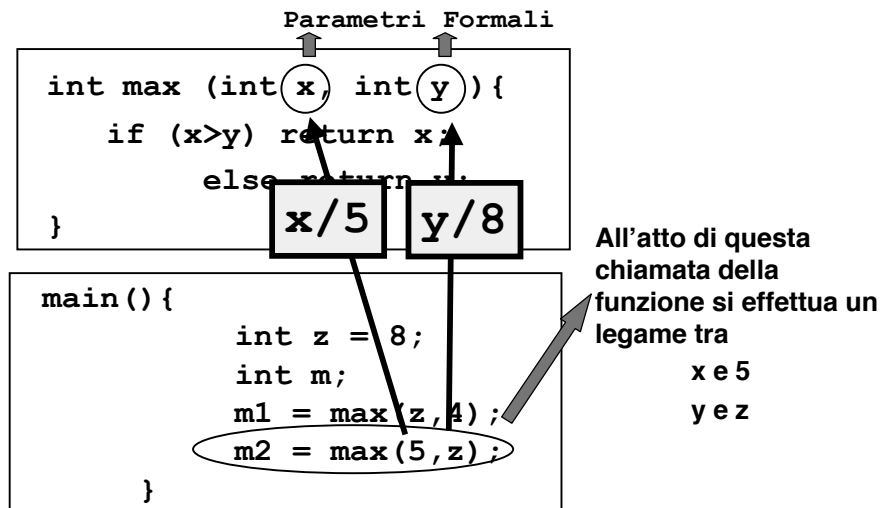 Parametri Formali
int max (int x, int y){
if (x>y) return x;
else return y;
}
x/5
y/8
main(){
int z = 8;
int m;
m1 = max(z,4);
m2 = max(5,z);
}
All'atto di questa
chiamata della
funzione si effettua un
legame tra
x e 5
y e z